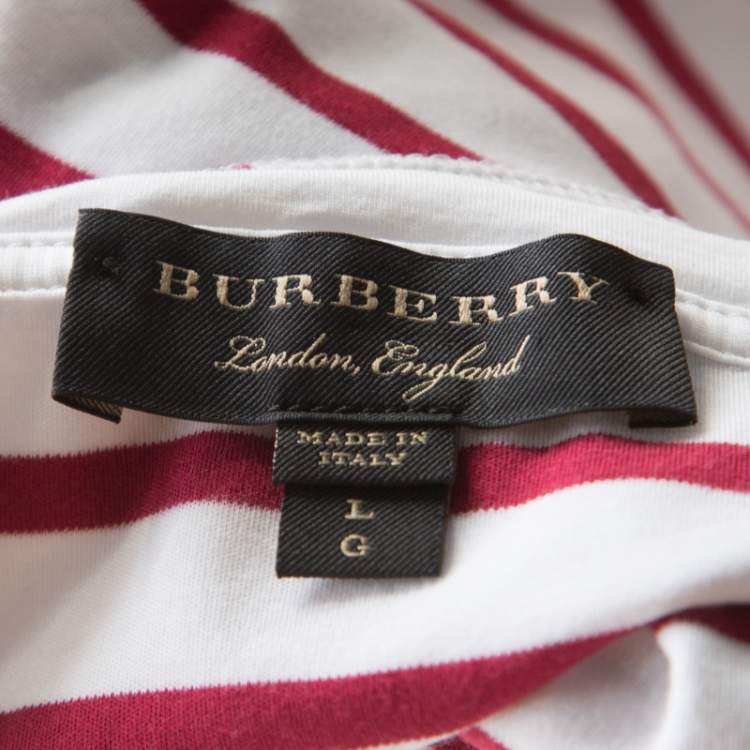 BURBERRY
London, England
MADE IN
ITALY
L
G